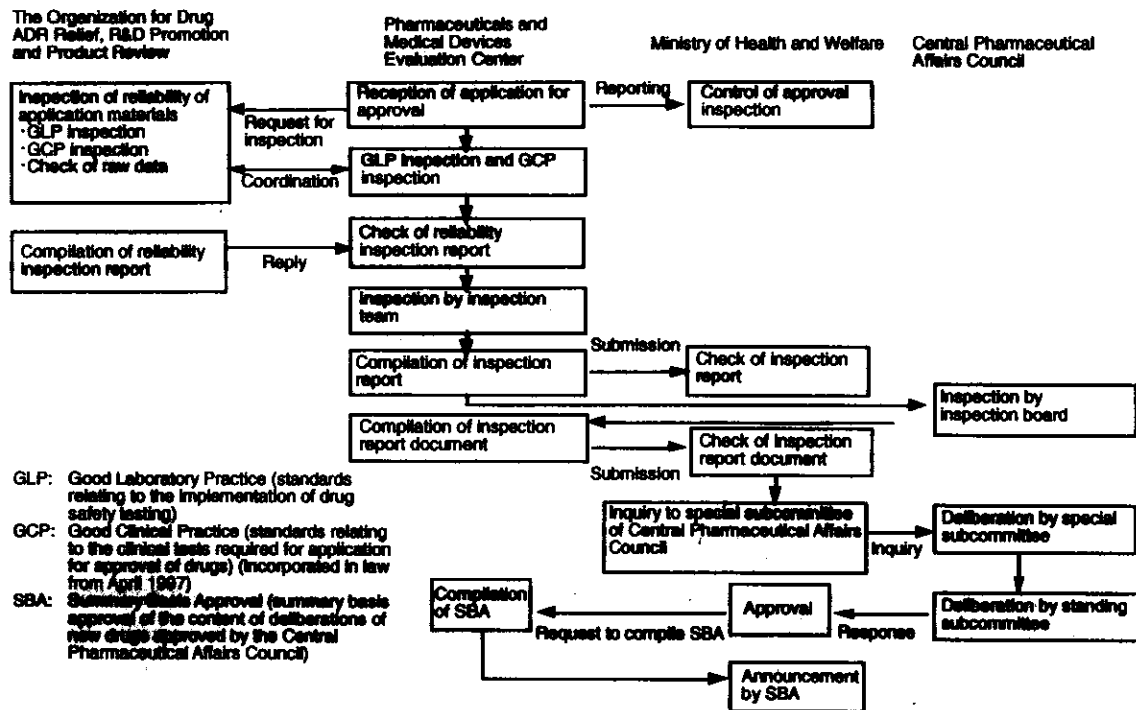 The Organization for Drug
ADR Relief, R&D Promotion
and Product Review
Pharmaceuticals and
Medical Devices
Evaluation Center
Ministry of Health and Welfare
Central Pharmaceutical
Affairs Council
Inspection of reliability of
application materials
·GLP inspection
·GCP inspection
·Check of raw data
Request for
inspection
Coordination
Reception of application for
approval
Reporting
Control of approval
inspection
GLP inspection and GCP
inspection
Compilation of reliability
inspection report
Reply
Check of reliability
inspection report
Inspection by inspection
team
Compilation of inspection
report
Submission
Check of inspection
report
Inspection by
inspection board
Compilation of inspection
report document
Submission
Check of inspection
report document
Inquiry to special subcommittee
of Central Pharmaceutical Affairs
Council
Inquiry
Deliberation by special
subcommittee
Deliberation by standing
subcommittee
Response
Approval
Request to compile SBA
Compilation
of SBA
Announcement
by SBA
GLP: Good Laboratory Practice (standards
relating to the implementation of drug
safety testing)
GCP: Good Clinical Practice (standards relating
to the clinical tests required for application
for approval of drugs) (Incorporated in law
from April 1997)
SBA: Summary Basis Approval (summary basis
approval of the content of deliberations of
new drugs approved by the Central
Pharmaceutical Affairs Council)